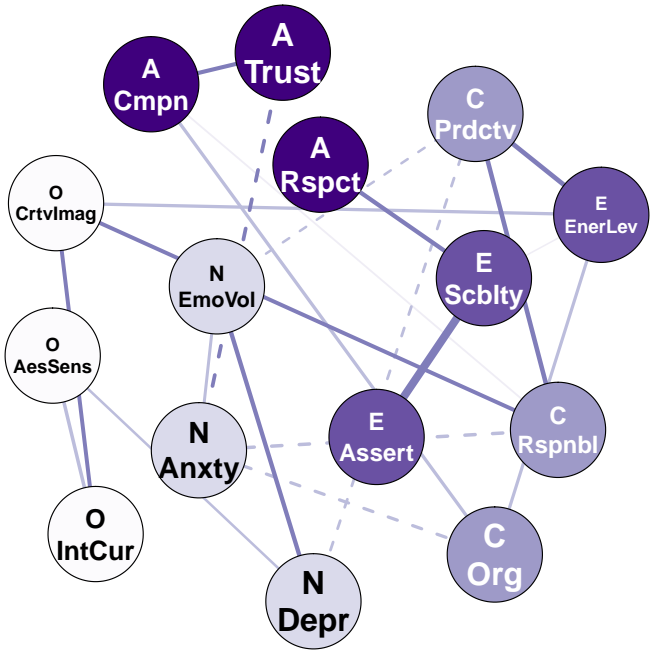 A
Trust
A
Cmpn
C
Prdctv
A
Rspct
O
CrtvImag
E
EnerLev
N
EmoVol
E
Scblty
O
AesSens
E
Assert
C
Rspnbl
N
Anxty
O
IntCur
C
Org
N
Depr